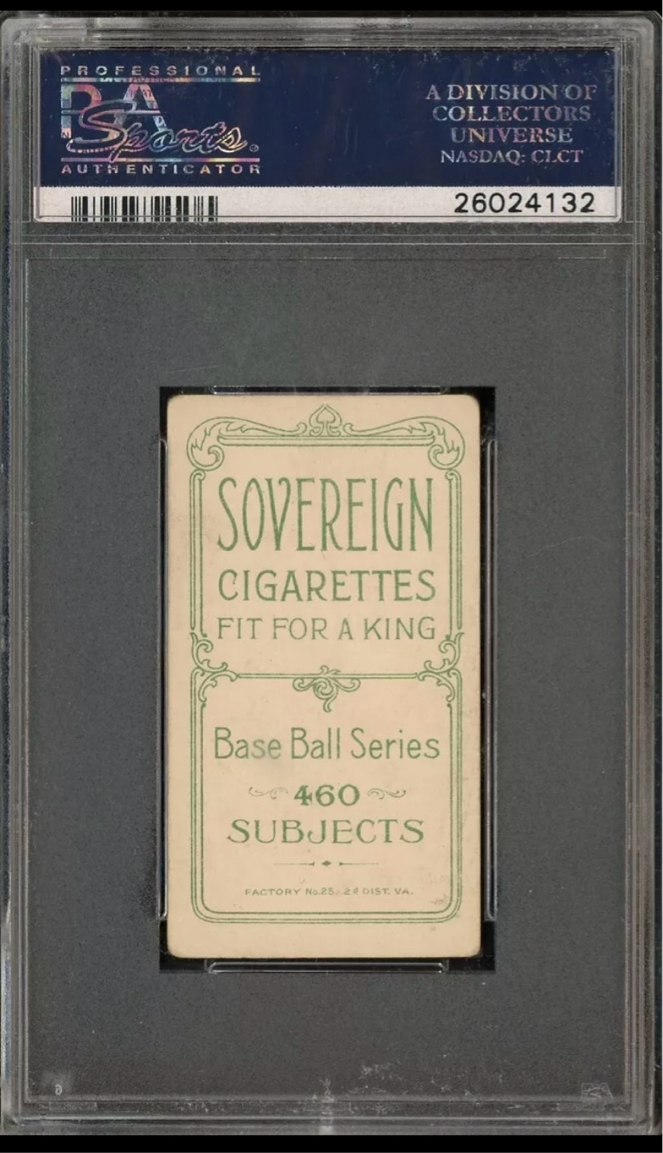 PROFESSIONAL
PSA
Sports
AUTHENTICATOR
A DIVISION OF
COLLECTORS
UNIVERSE
NASDAQ: CLCT
26024132
SOVEREIGN
CIGARETTES
FIT FOR A KING
Base Ball Series
460
SUBJECTS
FACTORY No.25. 2d DIST. VA.